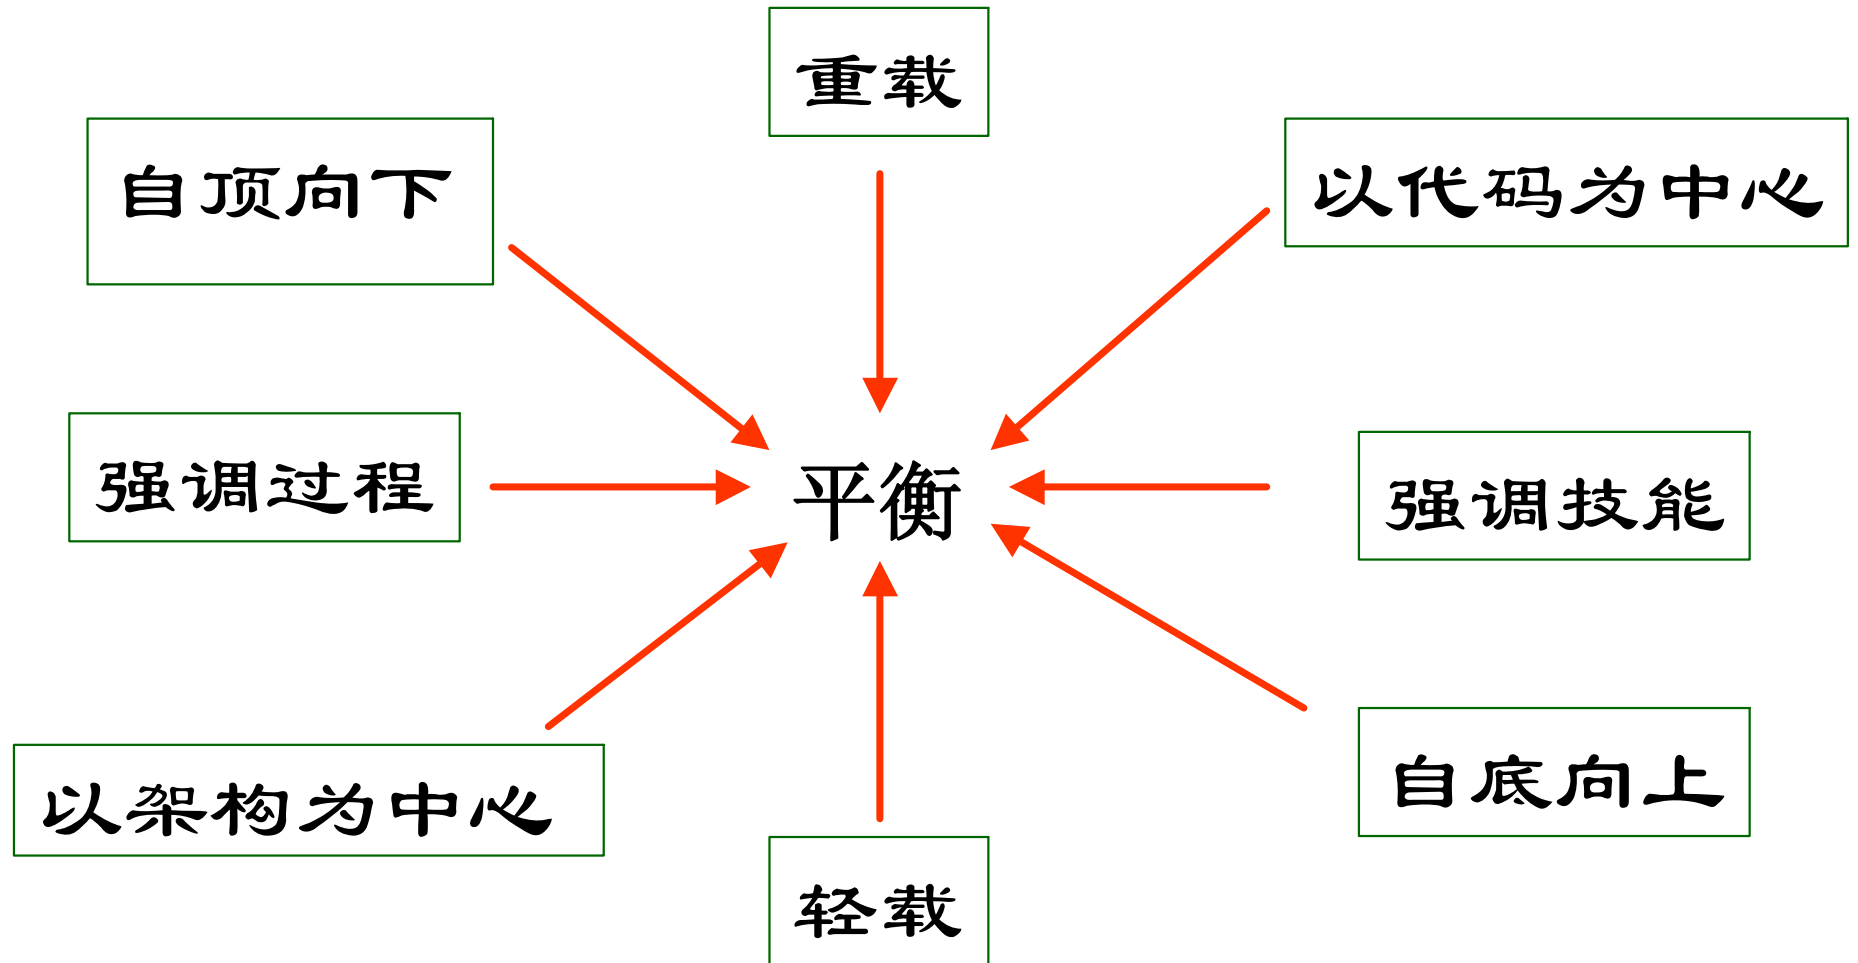 重载
自顶向下
以代码为中心
强调过程
平衡
强调技能
以架构为中心
自底向上
轻载